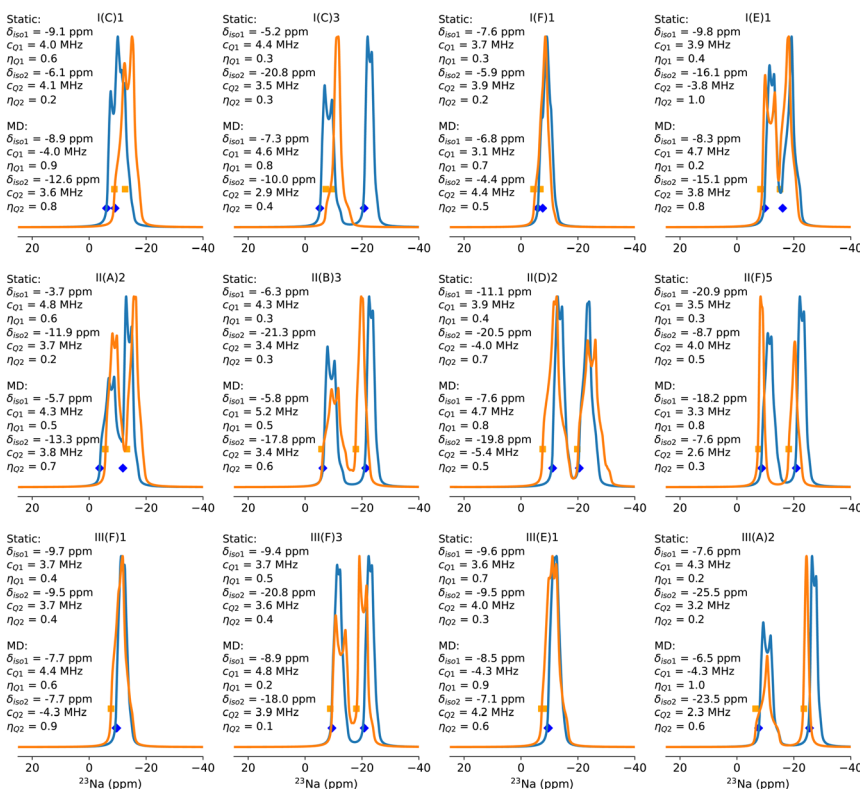 I(C)1
Static:
δiso1 = -9.1 ppm
cQ1 = 4.0 MHz
ηQ1 = 0.6
δiso2 = -6.1 ppm
cQ2 = 4.1 MHz
ηQ2 = 0.2
MD:
δiso1 = -8.9 ppm
cQ1 = -4.0 MHz
ηQ1 = 0.9
δiso2 = -12.6 ppm
cQ2 = 3.6 MHz
ηQ2 = 0.8
20 0 −20 −40
I(C)3
Static:
δiso1 = -5.2 ppm
cQ1 = 4.4 MHz
ηQ1 = 0.3
δiso2 = -20.8 ppm
cQ2 = 3.5 MHz
ηQ2 = 0.3
MD:
δiso1 = -7.3 ppm
cQ1 = 4.6 MHz
ηQ1 = 0.8
δiso2 = -10.0 ppm
cQ2 = 2.9 MHz
ηQ2 = 0.4
20 0 −20 −40
I(F)1
Static:
δiso1 = -7.6 ppm
cQ1 = 3.7 MHz
ηQ1 = 0.3
δiso2 = -5.9 ppm
cQ2 = 3.9 MHz
ηQ2 = 0.2
MD:
δiso1 = -6.8 ppm
cQ1 = 3.1 MHz
ηQ1 = 0.7
δiso2 = -4.4 ppm
cQ2 = 4.4 MHz
ηQ2 = 0.5
20 0 −20 −40
I(E)1
Static:
δiso1 = -9.8 ppm
cQ1 = 3.9 MHz
ηQ1 = 0.4
δiso2 = -16.1 ppm
cQ2 = -3.8 MHz
ηQ2 = 1.0
MD:
δiso1 = -8.3 ppm
cQ1 = 4.7 MHz
ηQ1 = 0.2
δiso2 = -15.1 ppm
cQ2 = 3.8 MHz
ηQ2 = 0.8
20 0 −20 −40
II(A)2
Static:
δiso1 = -3.7 ppm
cQ1 = 4.8 MHz
ηQ1 = 0.6
δiso2 = -11.9 ppm
cQ2 = 3.7 MHz
ηQ2 = 0.2
MD:
δiso1 = -5.7 ppm
cQ1 = 4.3 MHz
ηQ1 = 0.5
δiso2 = -13.3 ppm
cQ2 = 3.8 MHz
ηQ2 = 0.7
20 0 −20 −40
II(B)3
Static:
δiso1 = -6.3 ppm
cQ1 = 4.3 MHz
ηQ1 = 0.3
δiso2 = -21.3 ppm
cQ2 = 3.4 MHz
ηQ2 = 0.3
MD:
δiso1 = -5.8 ppm
cQ1 = 5.2 MHz
ηQ1 = 0.5
δiso2 = -17.8 ppm
cQ2 = 3.4 MHz
ηQ2 = 0.6
20 0 −20 −40
II(D)2
Static:
δiso1 = -11.1 ppm
cQ1 = 3.9 MHz
ηQ1 = 0.4
δiso2 = -20.5 ppm
cQ2 = -4.0 MHz
ηQ2 = 0.7
MD:
δiso1 = -7.6 ppm
cQ1 = 4.7 MHz
ηQ1 = 0.8
δiso2 = -19.8 ppm
cQ2 = -5.4 MHz
ηQ2 = 0.5
20 0 −20 −40
II(F)5
Static:
δiso1 = -20.9 ppm
cQ1 = 3.5 MHz
ηQ1 = 0.3
δiso2 = -8.7 ppm
cQ2 = 4.0 MHz
ηQ2 = 0.5
MD:
δiso1 = -18.2 ppm
cQ1 = 3.3 MHz
ηQ1 = 0.8
δiso2 = -7.6 ppm
cQ2 = 2.6 MHz
ηQ2 = 0.3
20 0 −20 −40
III(F)1
Static:
δiso1 = -9.7 ppm
cQ1 = 3.7 MHz
ηQ1 = 0.4
δiso2 = -9.5 ppm
cQ2 = 3.7 MHz
ηQ2 = 0.4
MD:
δiso1 = -7.7 ppm
cQ1 = 4.4 MHz
ηQ1 = 0.6
δiso2 = -7.7 ppm
cQ2 = -4.3 MHz
ηQ2 = 0.9
20 0 −20 −40
²³Na (ppm)
III(F)3
Static:
δiso1 = -9.4 ppm
cQ1 = 3.7 MHz
ηQ1 = 0.5
δiso2 = -20.8 ppm
cQ2 = 3.6 MHz
ηQ2 = 0.4
MD:
δiso1 = -8.9 ppm
cQ1 = 4.8 MHz
ηQ1 = 0.2
δiso2 = -18.0 ppm
cQ2 = 3.9 MHz
ηQ2 = 0.1
20 0 −20 −40
²³Na (ppm)
III(E)1
Static:
δiso1 = -9.6 ppm
cQ1 = 3.6 MHz
ηQ1 = 0.7
δiso2 = -9.5 ppm
cQ2 = 4.0 MHz
ηQ2 = 0.3
MD:
δiso1 = -8.5 ppm
cQ1 = -4.3 MHz
ηQ1 = 0.9
δiso2 = -7.1 ppm
cQ2 = 4.2 MHz
ηQ2 = 0.6
20 0 −20 −40
²³Na (ppm)
III(A)2
Static:
δiso1 = -7.6 ppm
cQ1 = 4.3 MHz
ηQ1 = 0.2
δiso2 = -25.5 ppm
cQ2 = 3.2 MHz
ηQ2 = 0.2
MD:
δiso1 = -6.5 ppm
cQ1 = -4.3 MHz
ηQ1 = 1.0
δiso2 = -23.5 ppm
cQ2 = 2.3 MHz
ηQ2 = 0.6
20 0 −20 −40
²³Na (ppm)